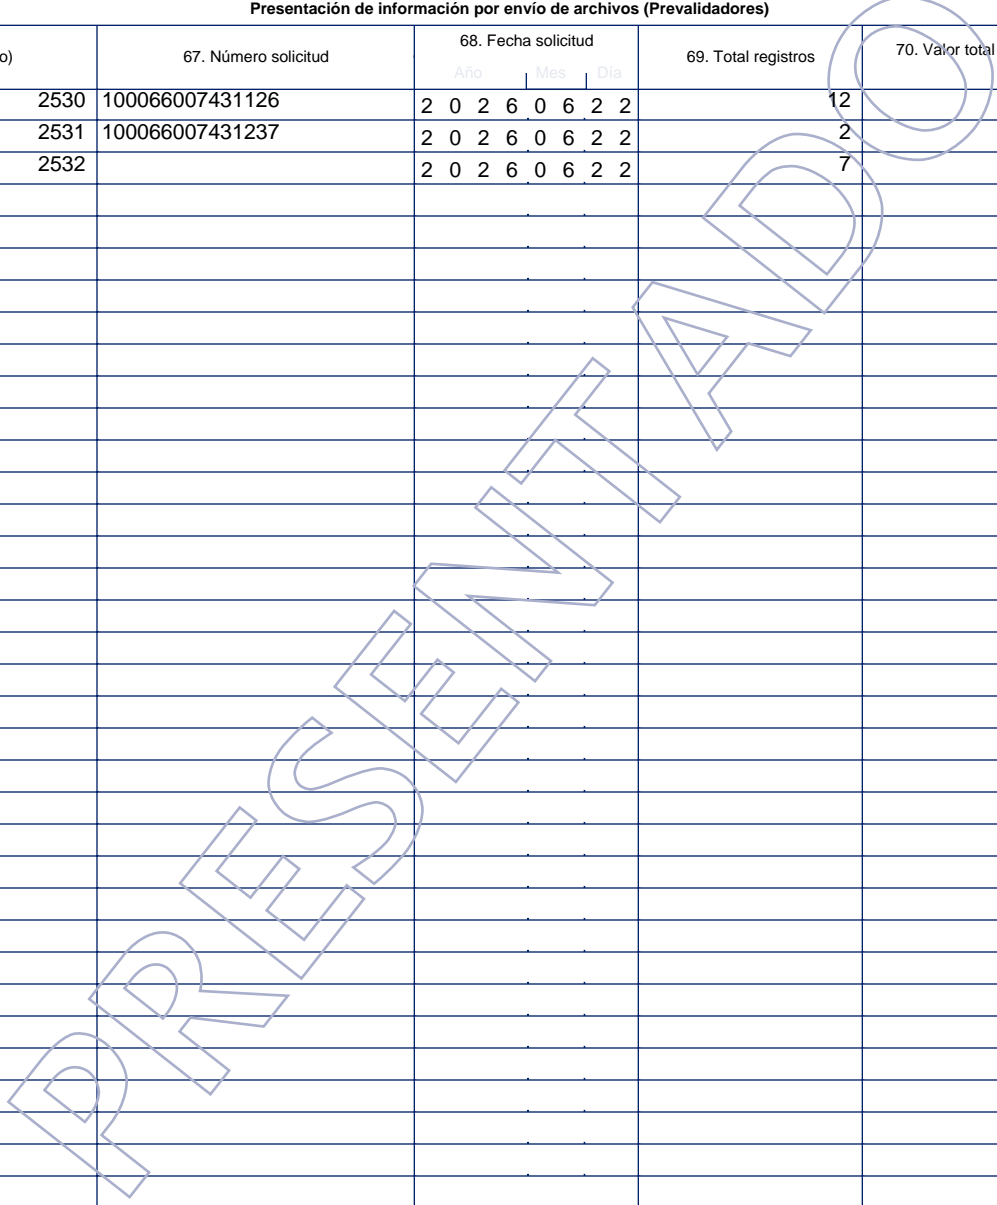 Presentación de información por envío de archivos (Prevalidadores)
o) 67. Número solicitud 68. Fecha solicitud 69. Total registros 70. Valor total
Año Mes Día
2530 100066007431126 2 0 2 6 0 6 2 2 12
2531 100066007431237 2 0 2 6 0 6 2 2 2
2532 2 0 2 6 0 6 2 2 7
PRESENTADO